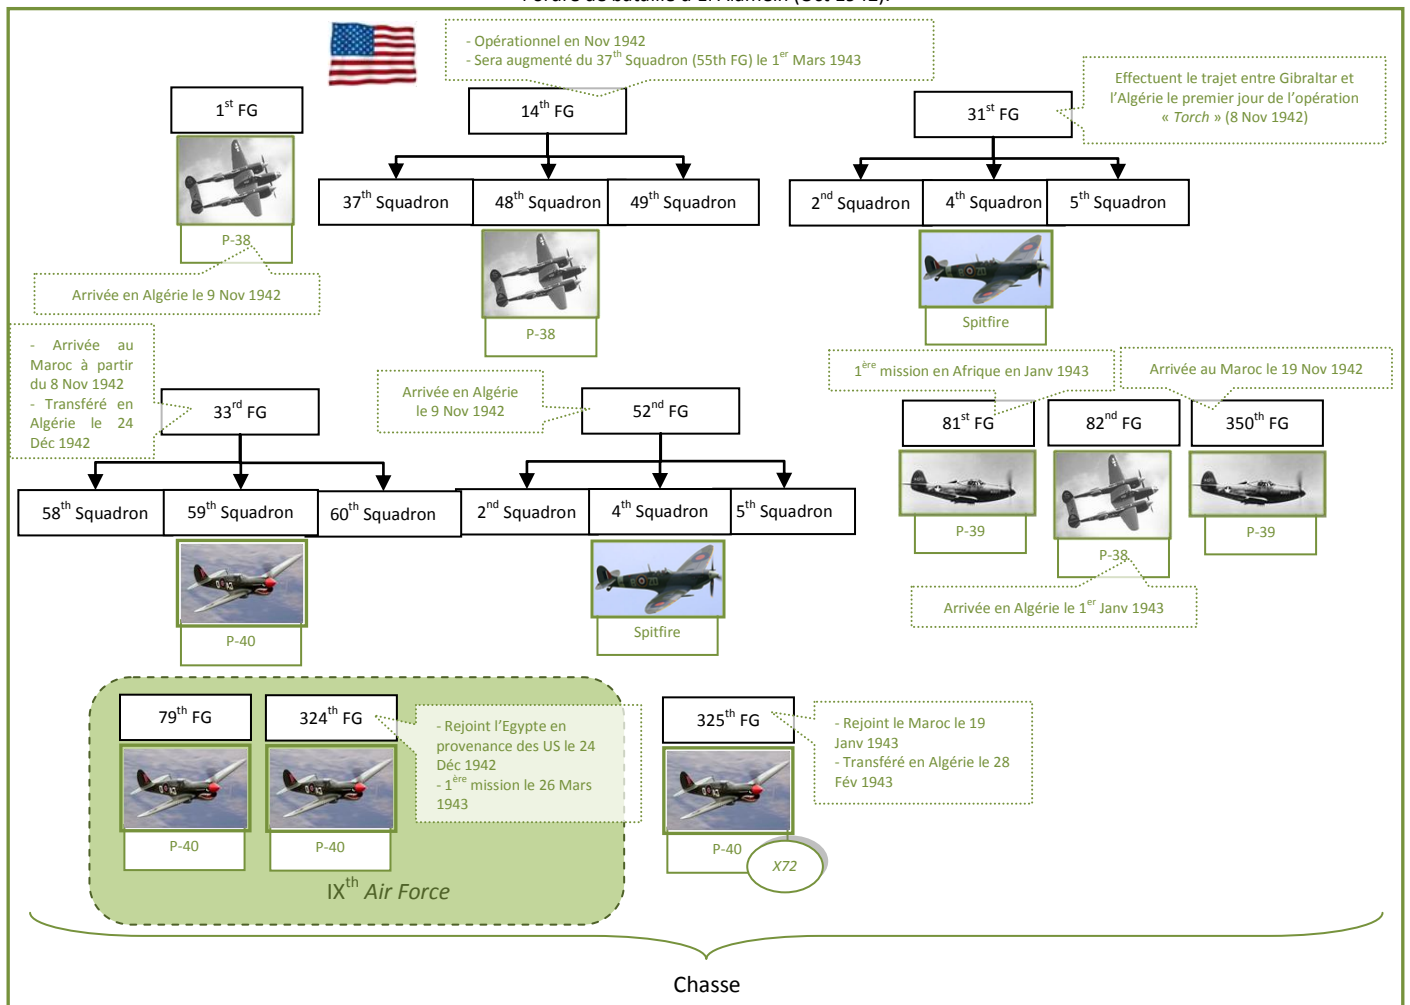 - Opérationnel en Nov 1942
- Sera augmenté du 37th Squadron (55th FG) le 1er Mars 1943
Effectuent le trajet entre Gibraltar et
l'Algérie le premier jour de l'opération
« Torch » (8 Nov 1942)
1st FG
14th FG
31st FG
37th Squadron
48th Squadron
49th Squadron
2nd Squadron
4th Squadron
5th Squadron
P-38
Arrivée en Algérie le 9 Nov 1942
P-38
Spitfire
- Arrivée au
Maroc à partir
du 8 Nov 1942
- Transféré en
Algérie le 24
Déc 1942
Arrivée en Algérie
le 9 Nov 1942
1ère mission en Afrique en Janv 1943
Arrivée au Maroc le 19 Nov 1942
33rd FG
52nd FG
81st FG
82nd FG
350th FG
58th Squadron
59th Squadron
60th Squadron
2nd Squadron
4th Squadron
5th Squadron
P-39
P-38
P-39
Arrivée en Algérie le 1er Janv 1943
P-40
Spitfire
79th FG
324th FG
- Rejoint l'Egypte en
provenance des US le 24
Déc 1942
- 1ère mission le 26 Mars
1943
325th FG
- Rejoint le Maroc le 19
Janv 1943
- Transféré en Algérie le 28
Fév 1943
P-40
P-40
P-40
X72
IXth Air Force
Chasse